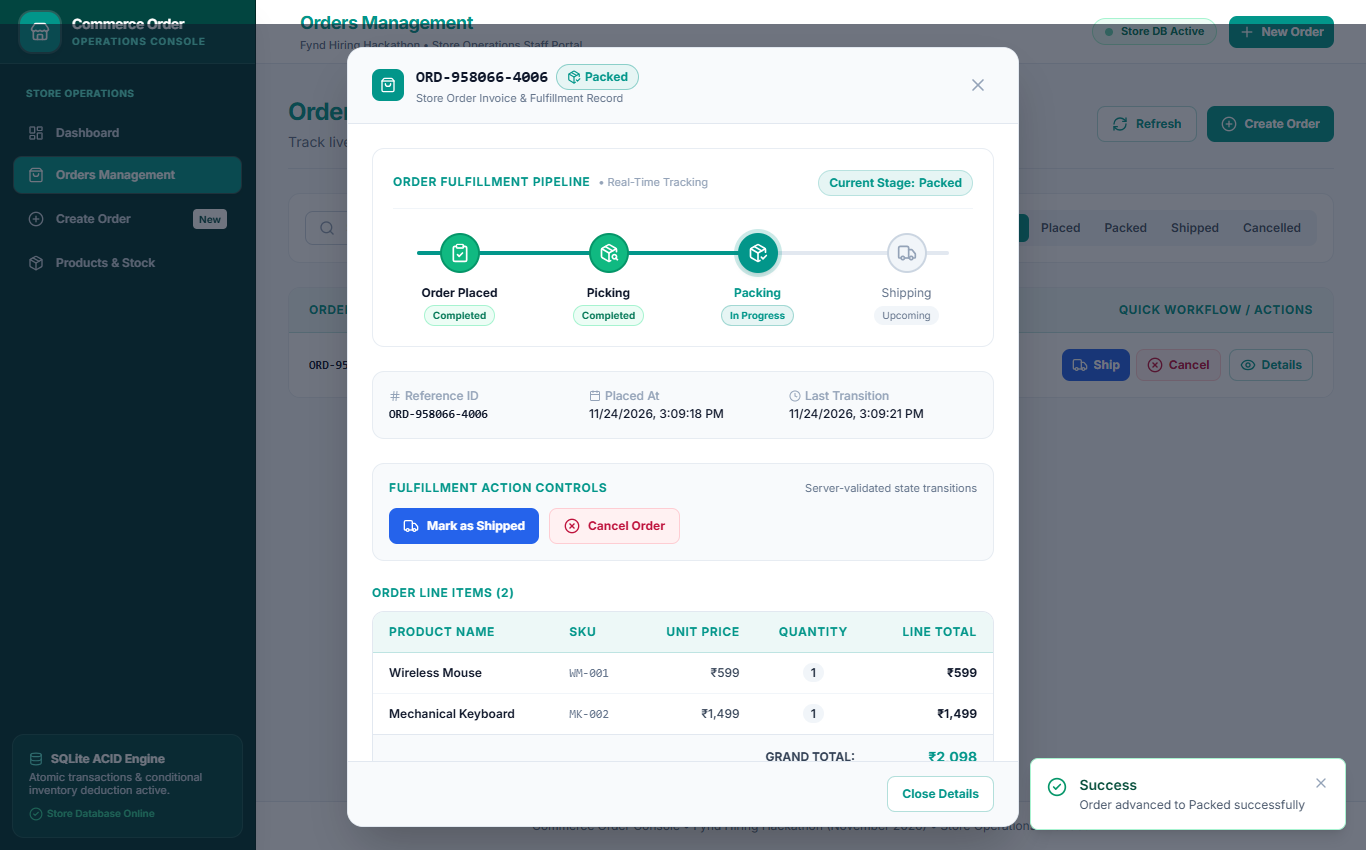 Commerce Order
OPERATIONS CONSOLE
STORE OPERATIONS
Dashboard
Orders Management
Create Order
New
Products & Stock
SQLite ACID Engine
Atomic transactions & conditional
inventory deduction active.
Store Database Online
Orders Management
Fynd Hiring Hackathon • Store Operations Staff Portal
Store DB Active
New Order
Track live
Refresh
Create Order
Placed
Packed
Shipped
Cancelled
QUICK WORKFLOW / ACTIONS
Ship
Cancel
Details
ORD-958066-4006
Packed
Store Order Invoice & Fulfillment Record
ORDER FULFILLMENT PIPELINE
• Real-Time Tracking
Current Stage: Packed
Order Placed
Picking
Packing
Shipping
Completed
Completed
In Progress
Upcoming
Reference ID
Placed At
Last Transition
ORD-958066-4006
11/24/2026, 3:09:18 PM
11/24/2026, 3:09:21 PM
FULFILLMENT ACTION CONTROLS
Server-validated state transitions
Mark as Shipped
Cancel Order
ORDER LINE ITEMS (2)
PRODUCT NAME
SKU
UNIT PRICE
QUANTITY
LINE TOTAL
Wireless Mouse
WM-001
₹599
1
₹599
Mechanical Keyboard
MK-002
₹1,499
1
₹1,499
GRAND TOTAL:
₹2,098
Close Details
Success
Order advanced to Packed successfully